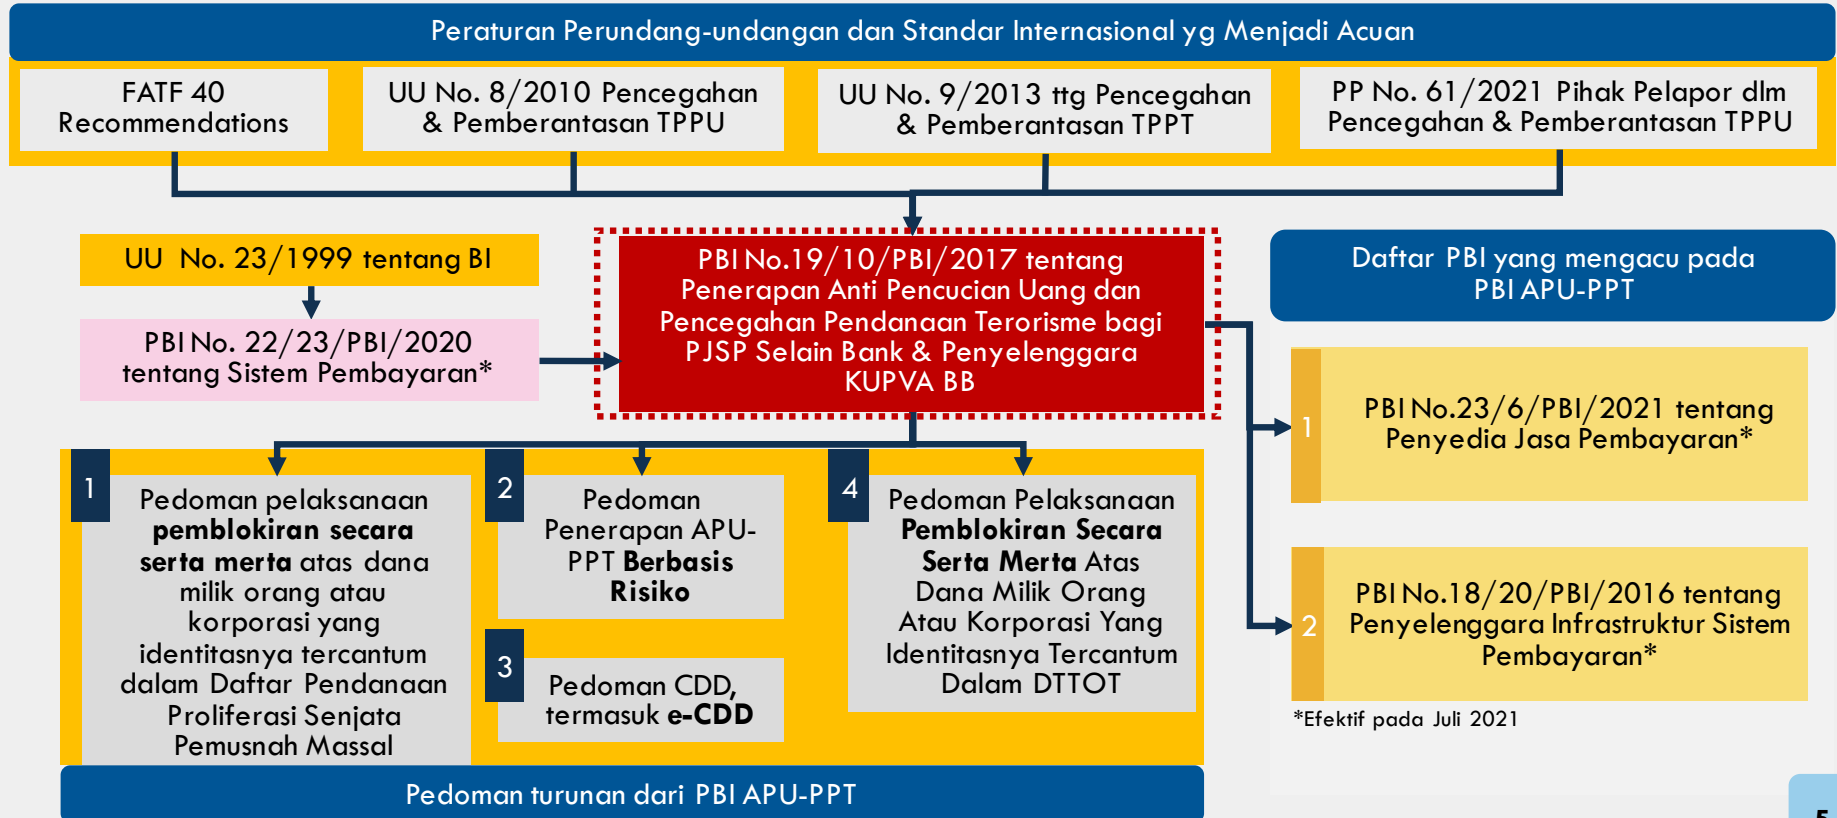 Peraturan Perundang-undangan dan Standar Internasional yg Menjadi Acuan
FATF 40
Recommendations
UU No. 8/2010 Pencegahan
& Pemberantasan TPPU
UU No. 9/2013 ttg Pencegahan
& Pemberantasan TPPT
PP No. 61/2021 Pihak Pelapor dlm
Pencegahan & Pemberantasan TPPU
UU No. 23/1999 tentang BI
PBI No. 22/23/PBI/2020
tentang Sistem Pembayaran*
PBI No.19/10/PBI/2017 tentang
Penerapan Anti Pencucian Uang dan
Pencegahan Pendanaan Terorisme bagi
PJSP Selain Bank & Penyelenggara
KUPVA BB
Daftar PBI yang mengacu pada
PBI APU-PPT
1
PBI No.23/6/PBI/2021 tentang
Penyedia Jasa Pembayaran*
2
PBI No.18/20/PBI/2016 tentang
Penyelenggara Infrastruktur Sistem
Pembayaran*
*Efektif pada Juli 2021
1
Pedoman pelaksanaan
pemblokiran secara
serta merta atas dana
milik orang atau
korporasi yang
identitasnya tercantum
dalam Daftar Pendanaan
Proliferasi Senjata
Pemusnah Massal
2
Pedoman
Penerapan APU-
PPT Berbasis
Risiko
3
Pedoman CDD,
termasuk e-CDD
4
Pedoman Pelaksanaan
Pemblokiran Secara
Serta Merta Atas
Dana Milik Orang
Atau Korporasi Yang
Identitasnya Tercantum
Dalam DTTOT
Pedoman turunan dari PBI APU-PPT
5